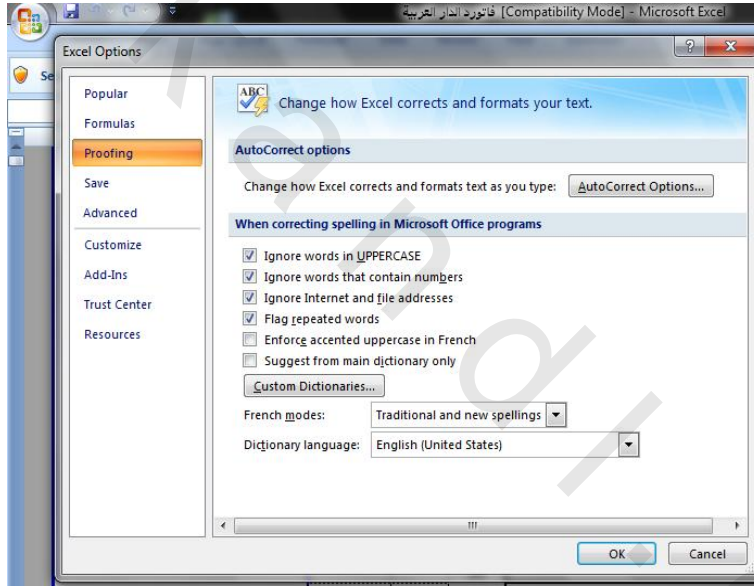 فاتورد الدار العربية [Compatibility Mode] - Microsoft Excel
Excel Options
Se
Popular
Formulas
Proofing
Save
Advanced
Customize
Add-Ins
Trust Center
Resources
ABC
Change how Excel corrects and formats your text.
AutoCorrect options
Change how Excel corrects and formats text as you type: AutoCorrect Options...
When correcting spelling in Microsoft Office programs
Ignore words in UPPERCASE
Ignore words that contain numbers
Ignore Internet and file addresses
Flag repeated words
Enforce accented uppercase in French
Suggest from main dictionary only
Custom Dictionaries...
French modes: Traditional and new spellings
Dictionary language: English (United States)
OK Cancel